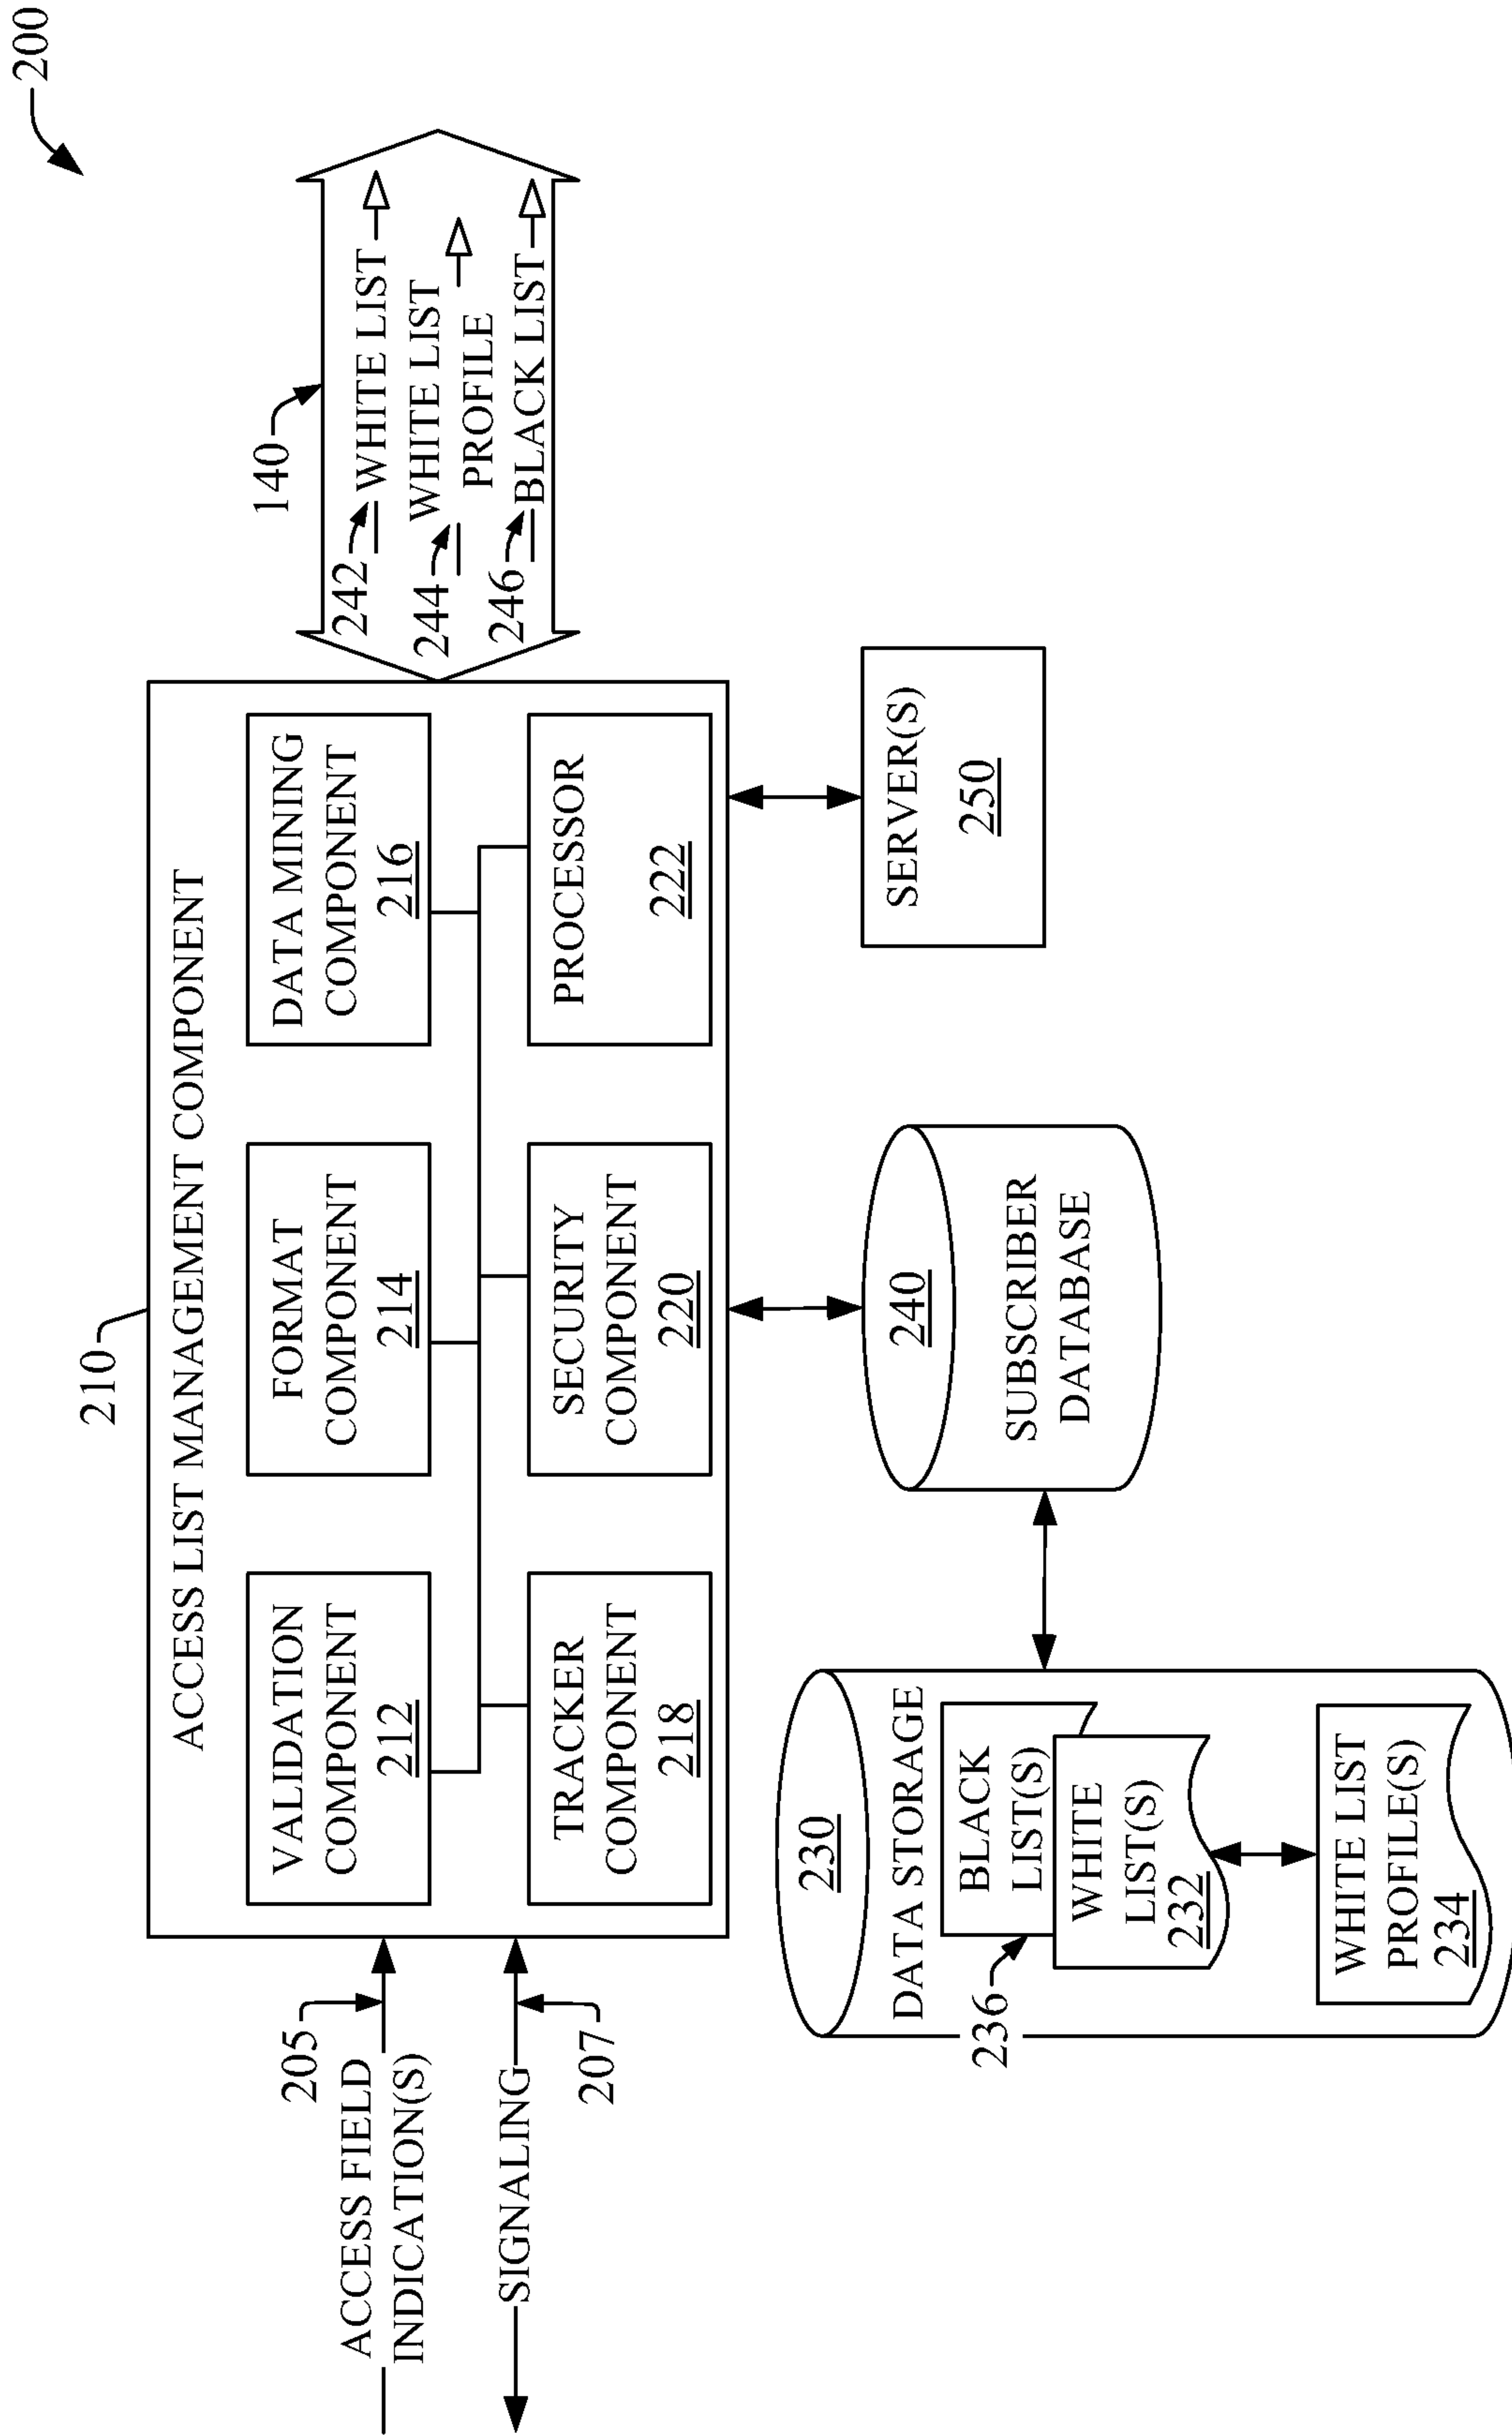 200
210
140
ACCESS LIST MANAGEMENT COMPONENT
VALIDATION
COMPONENT
212
FORMAT
COMPONENT
214
DATA MINING
COMPONENT
216
TRACKER
COMPONENT
218
SECURITY
COMPONENT
220
PROCESSOR
222
205
ACCESS FIELD
INDICATION(S)
SIGNALING
207
242
WHITE LIST
244
WHITE LIST
PROFILE
246
BLACK LIST
230
DATA STORAGE
BLACK
LIST(S)
236
WHITE
LIST(S)
232
WHITE LIST
PROFILE(S)
234
240
SUBSCRIBER
DATABASE
SERVER(S)
250